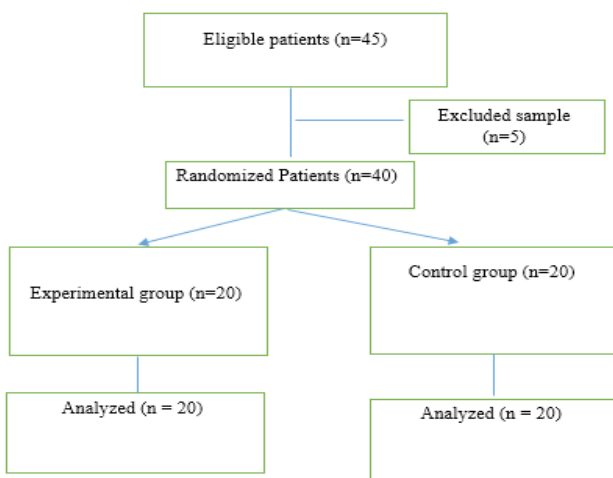 Eligible patients (n=45)
Excluded sample
(n=5)
Randomized Patients (n=40)
Experimental group (n=20)
Control group (n=20)
Analyzed (n = 20)
Analyzed (n = 20)